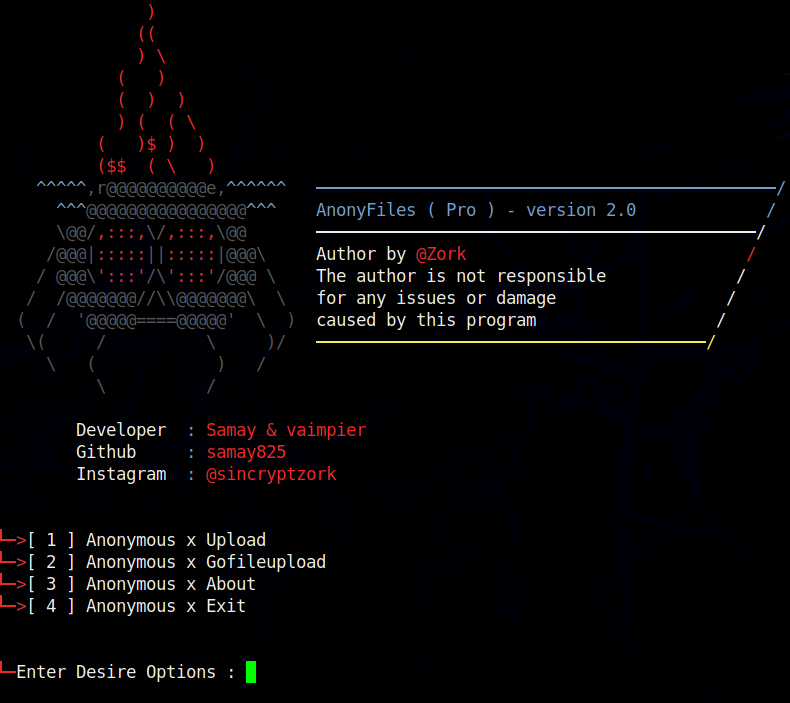 AnonyFiles ( Pro ) - version 2.0
Author by @Zork
The author is not responsible
for any issues or damage
caused by this program
Developer  : Samay & vaimpier
Github     : samay825
Instagram  : @sincryptzork
[ 1 ] Anonymous x Upload
[ 2 ] Anonymous x Gofileupload
[ 3 ] Anonymous x About
[ 4 ] Anonymous x Exit
Enter Desire Options :